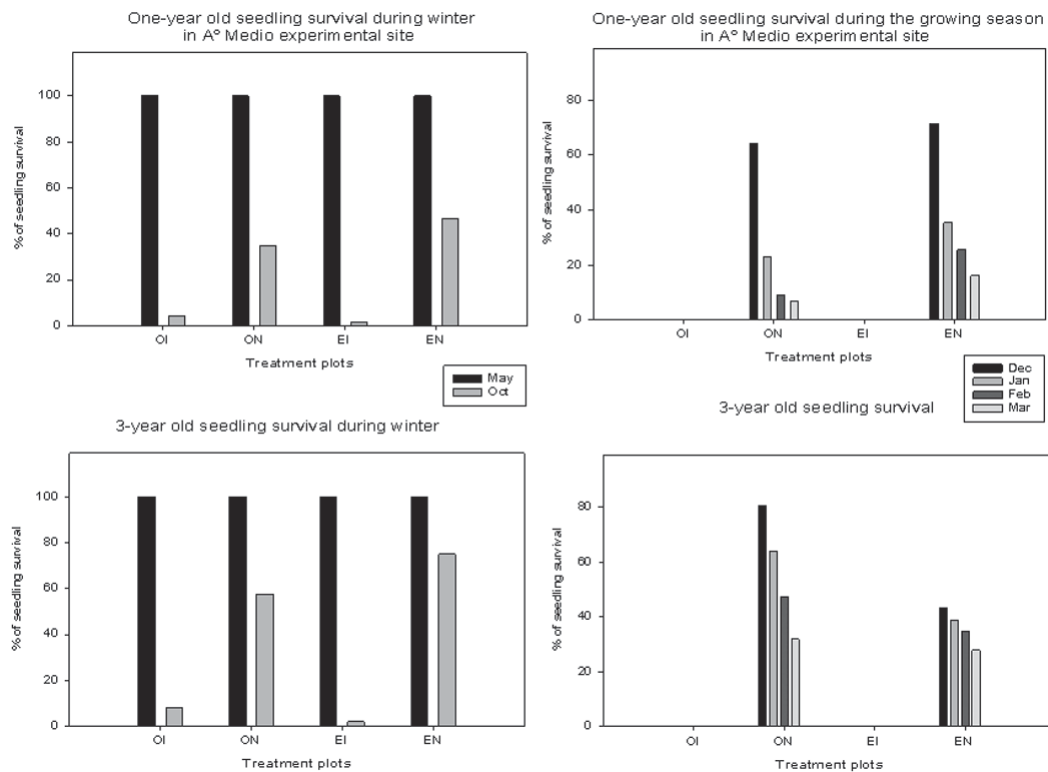 One-year old seedling survival during winter
in Aº Medio experimental site
% of seedling survival
100
80
60
40
20
0
OI ON EI EN
Treatment plots
May
Oct
One-year old seedling survival during the growing season
in Aº Medio experimental site
% of seedling survival
80
60
40
20
0
OI ON EI EN
Treatment plots
Dec
Jan
Feb
Mar
3-year old seedling survival during winter
% of seedling survival
100
80
60
40
20
0
OI ON EI EN
Treatment plots
3-year old seedling survival
% of seedling survival
80
60
40
20
0
OI ON EI EN
Treatment plots